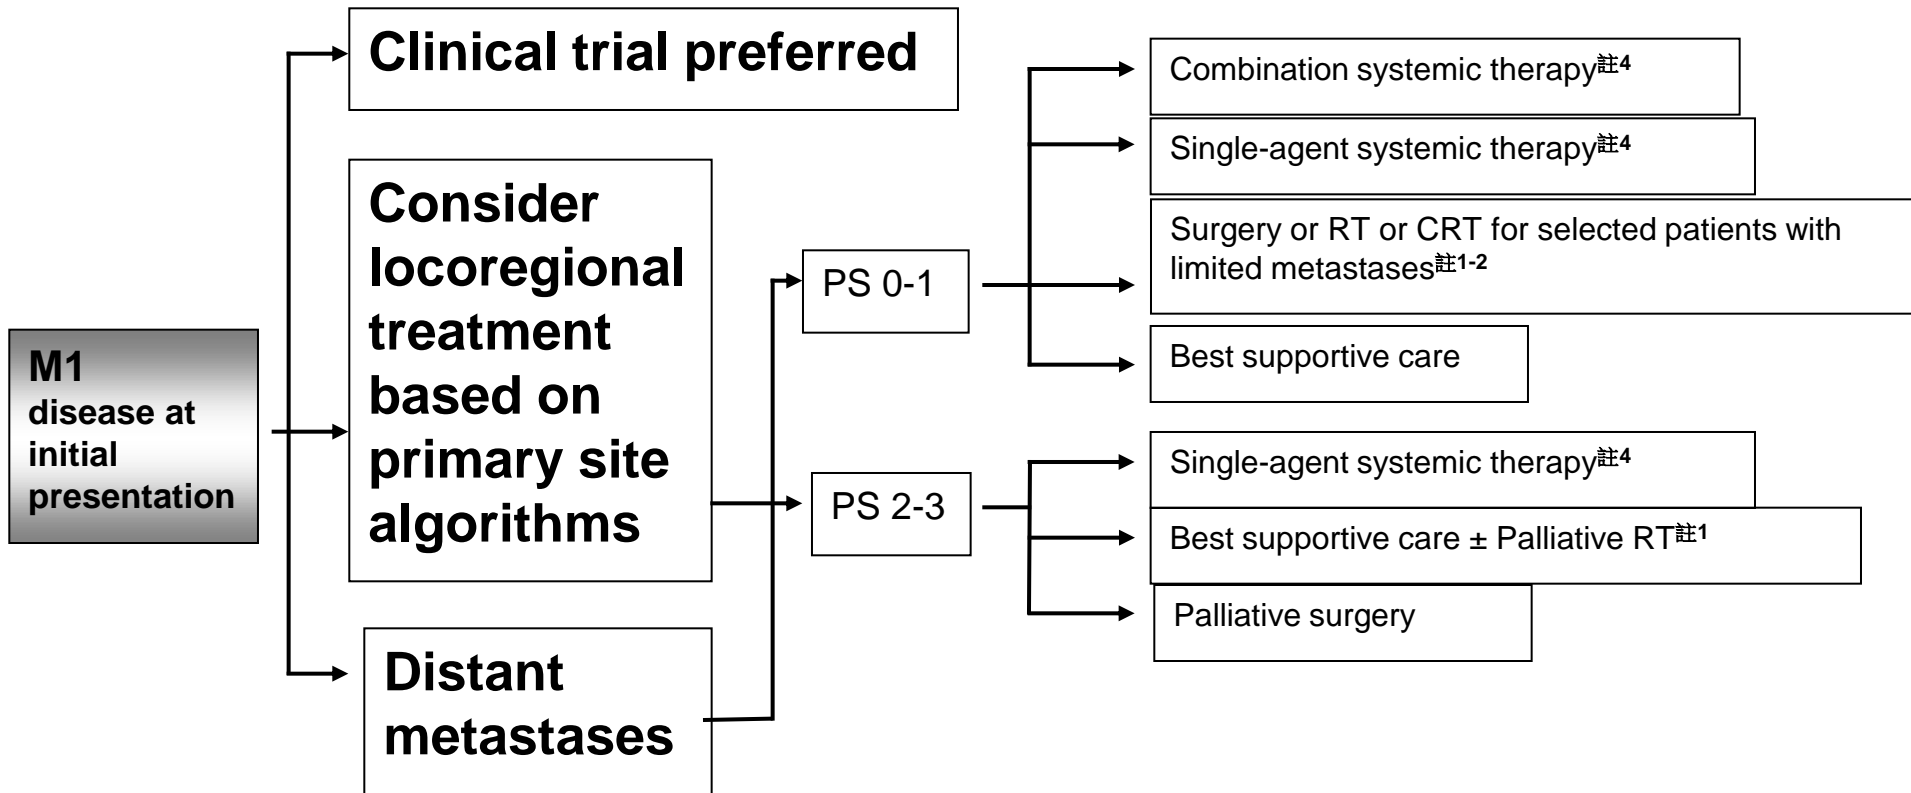 M1
disease at
initial
presentation
Clinical trial preferred
Consider
locoregional
treatment
based on
primary site
algorithms
Distant
metastases
PS 0-1
PS 2-3
Combination systemic therapy註4
Single-agent systemic therapy註4
Surgery or RT or CRT for selected patients with
limited metastases註1-2
Best supportive care
Single-agent systemic therapy註4
Best supportive care ± Palliative RT註1
Palliative surgery